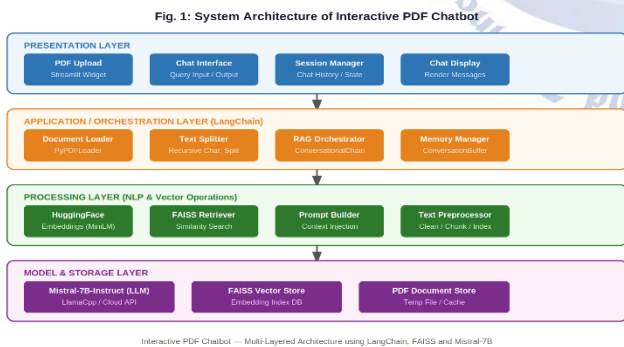 Fig. 1: System Architecture of Interactive PDF Chatbot
PRESENTATION LAYER
PDF Upload
Streamlit Widget
Chat Interface
Query Input / Output
Session Manager
Chat History / State
Chat Display
Render Messages
APPLICATION / ORCHESTRATION LAYER (LangChain)
Document Loader
PyPDFLoader
Text Splitter
Recursive Char. Split
RAG Orchestrator
ConversationalChain
Memory Manager
ConversationBuffer
PROCESSING LAYER (NLP & Vector Operations)
HuggingFace
Embeddings (MiniLM)
FAISS Retriever
Similarity Search
Prompt Builder
Context Injection
Text Preprocessor
Clean / Chunk / Index
MODEL & STORAGE LAYER
Mistral-7B-Instruct (LLM)
LlamaCpp / Cloud API
FAISS Vector Store
Embedding Index DB
PDF Document Store
Temp File / Cache
Interactive PDF Chatbot — Multi-Layered Architecture using LangChain, FAISS and Mistral-7B